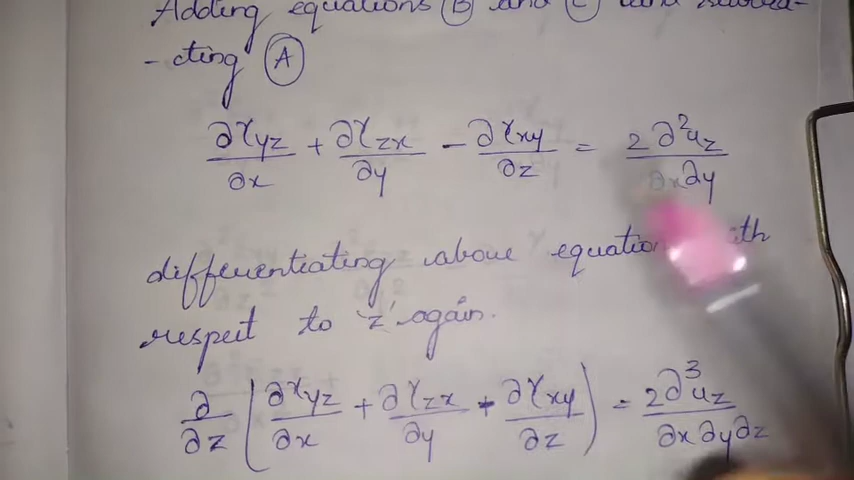 Adding equations Ⓑ and Ⓒ and
- cting Ⓐ
∂γyz/∂x + ∂γzx/∂y - ∂γxy/∂z = 2∂²uz/∂x∂y
differentiating above equation
respect to 'z' again.
∂/∂z (∂γyz/∂x + ∂γzx/∂y - ∂γxy/∂z) = 2∂³uz/∂x∂y∂z